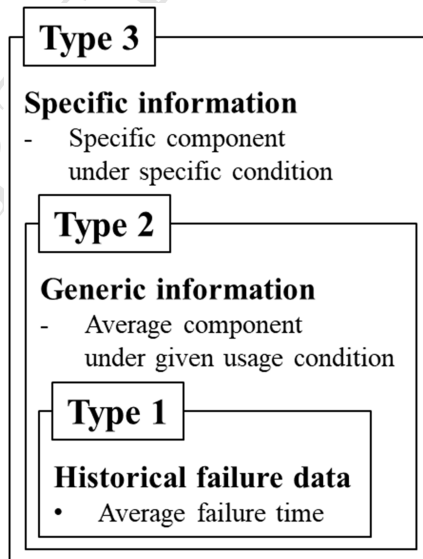 Type 3
Specific information
- Specific component
under specific condition
Type 2
Generic information
- Average component
under given usage condition
Type 1
Historical failure data
• Average failure time